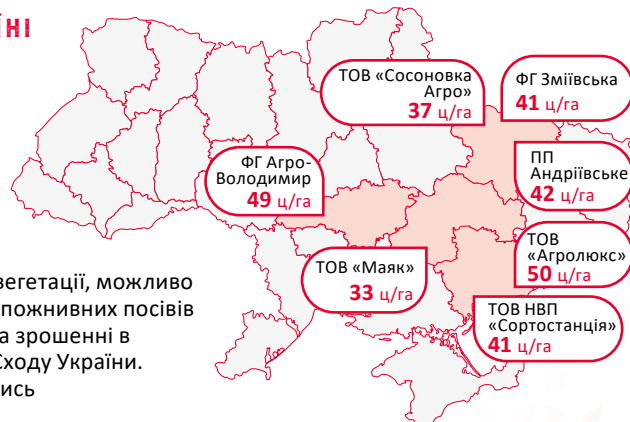 ЇНІ
ТОВ «Сосоновка
Агро»
37 ц/га
ФГ Зміївська
41 ц/га
ФГ Агро-
Володимир
49 ц/га
ПП
Андріївське
42 ц/га
ТОВ
«Агролюкс»
50 ц/га
ТОВ «Маяк»
33 ц/га
ТОВ НВП
«Сортостанція»
41 ц/га
вегетації, можливо
пожнивних посівів
а зрошенні в
Сходу України.
ись